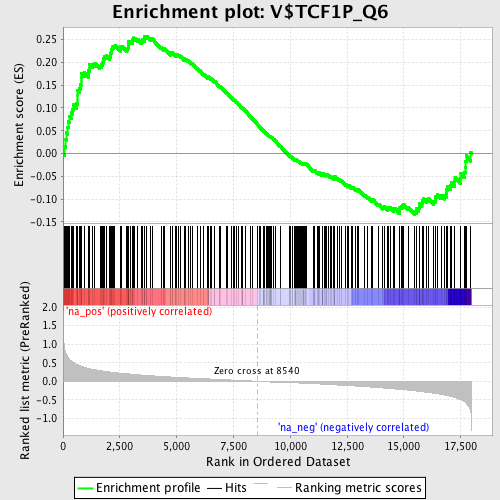 Enrichment plot: V$TCF1P_Q6
Enrichment score (ES)
0.25
0.20
0.15
0.10
0.05
0.00
-0.05
-0.10
-0.15
'na_pos' (positively correlated)
Ranked list metric (PreRanked)
2.0
1.5
1.0
0.5
0.0
-0.5
-1.0
Zero cross at 8540
'na_neg' (negatively correlated)
0 2,500 5,000 7,500 10,000 12,500 15,000 17,500
Rank in Ordered Dataset
Enrichment profile Hits Ranking metric scores